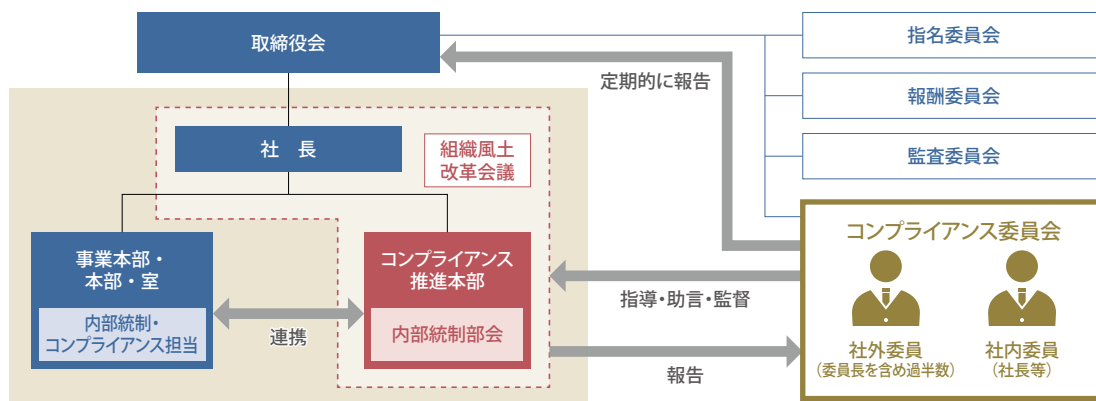 取締役会
指名委員会
定期的に報告
報酬委員会
社　長
組織風土
改革会議
監査委員会
コンプライアンス委員会
事業本部・
本部・室
内部統制・
コンプライアンス担当
連携
コンプライアンス
推進本部
内部統制部会
指導・助言・監督
報告
社外委員
（委員長を含め過半数）
社内委員
（社長等）